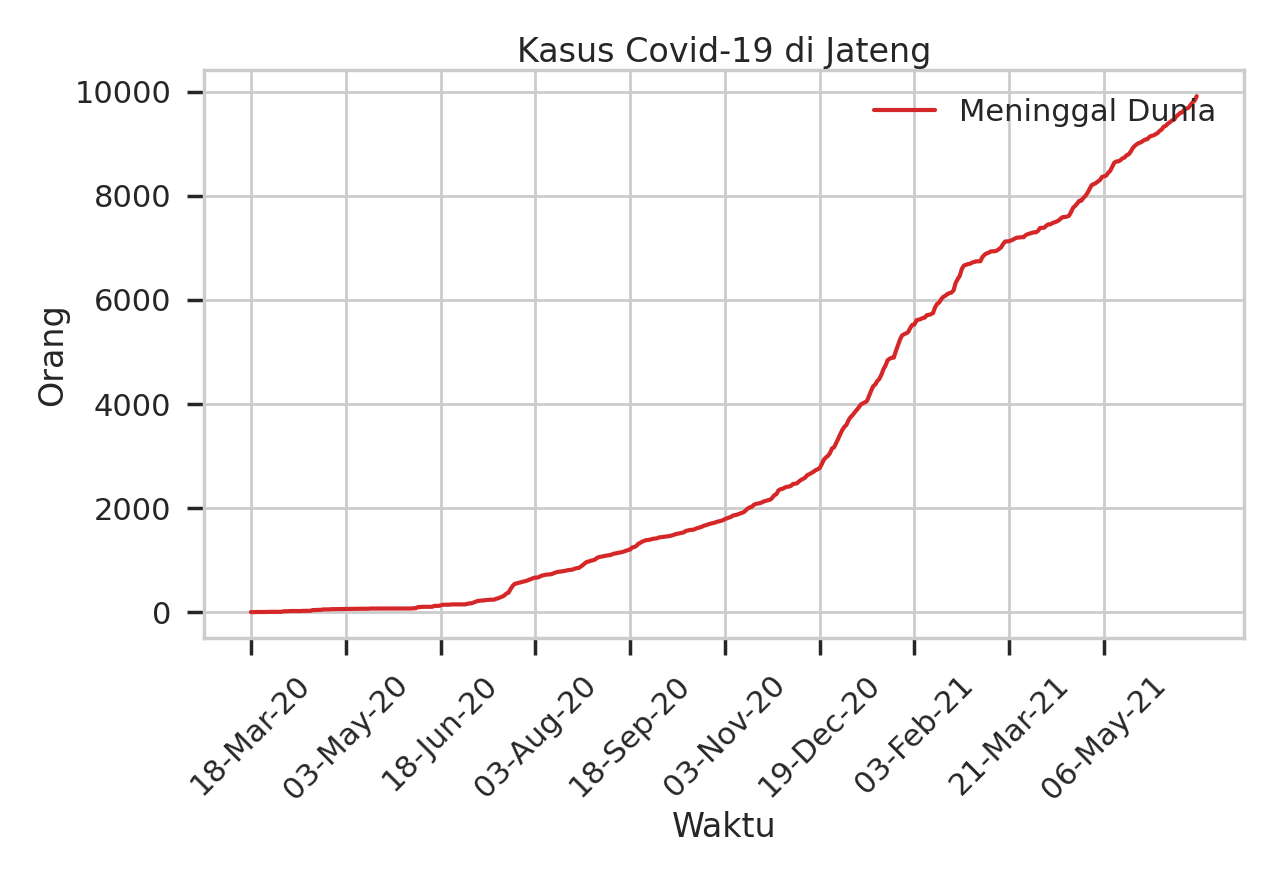 Kasus Covid-19 di Jateng
Meninggal Dunia
Orang
10000
8000
6000
4000
2000
0
18-Mar-20
03-May-20
18-Jun-20
03-Aug-20
18-Sep-20
03-Nov-20
19-Dec-20
03-Feb-21
21-Mar-21
06-May-21
Waktu